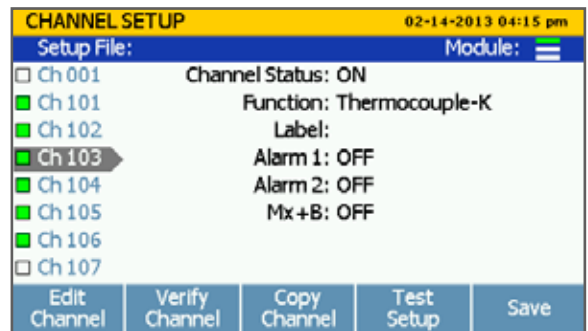 CHANNEL SETUP 02-14-2013 04:15 pm
Setup File: Module:
Ch 001 Channel Status: ON
Ch 101 Function: Thermocouple-K
Ch 102 Label:
Ch 103 Alarm 1: OFF
Ch 104 Alarm 2: OFF
Ch 105 Mx+B: OFF
Ch 106
Ch 107
Edit Channel Verify Channel Copy Channel Test Setup Save